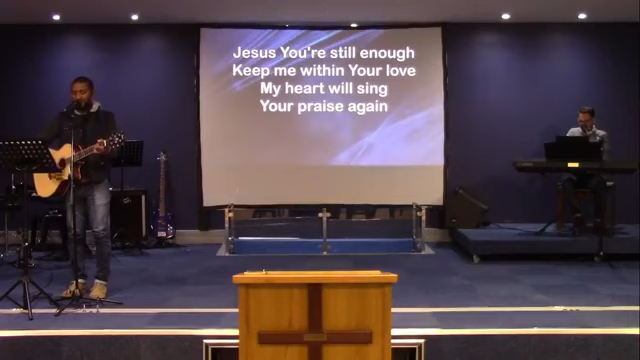 Jesus You're still enough
Keep me within Your love
My heart will sing
Your praise again